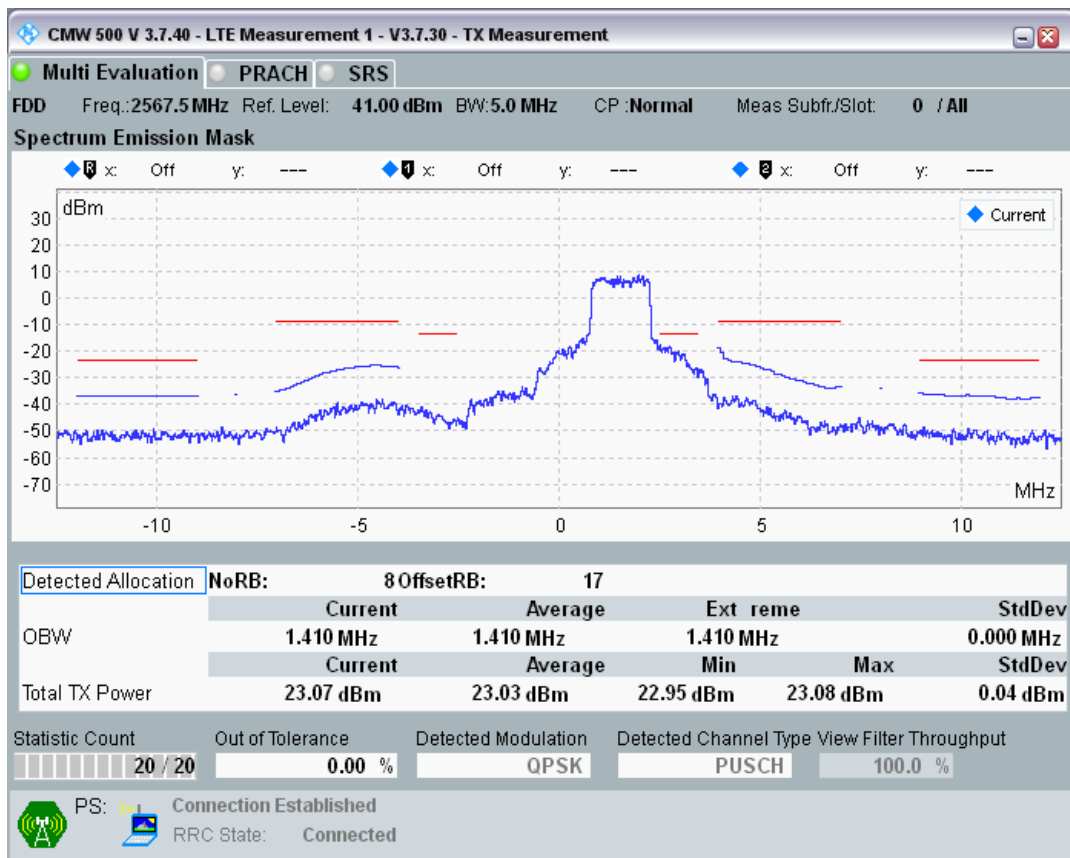 CMW 500 V 3.7.40 - LTE Measurement 1 - V3.7.30 - TX Measurement
Multi Evaluation PRACH SRS
FDD Freq.:2567.5 MHz Ref. Level: 41.00 dBm BW:5.0 MHz CP :Normal Meas Subfr./Slot: 0 / All
Spectrum Emission Mask
R x: Off y: --- 1 x: Off y: --- 2 x: Off y: ---
dBm
Current
30
20
10
0
-10
-20
-30
-40
-50
-60
-70
MHz
-10 -5 0 5 10
Detected Allocation NoRB: 8 OffsetRB: 17
Current Average Ext reme StdDev
OBW 1.410 MHz 1.410 MHz 1.410 MHz 0.000 MHz
Current Average Min Max StdDev
Total TX Power 23.07 dBm 23.03 dBm 22.95 dBm 23.08 dBm 0.04 dBm
Statistic Count Out of Tolerance Detected Modulation Detected Channel Type View Filter Throughput
20 / 20 0.00 % QPSK PUSCH 100.0 %
PS: Connection Established
RRC State: Connected